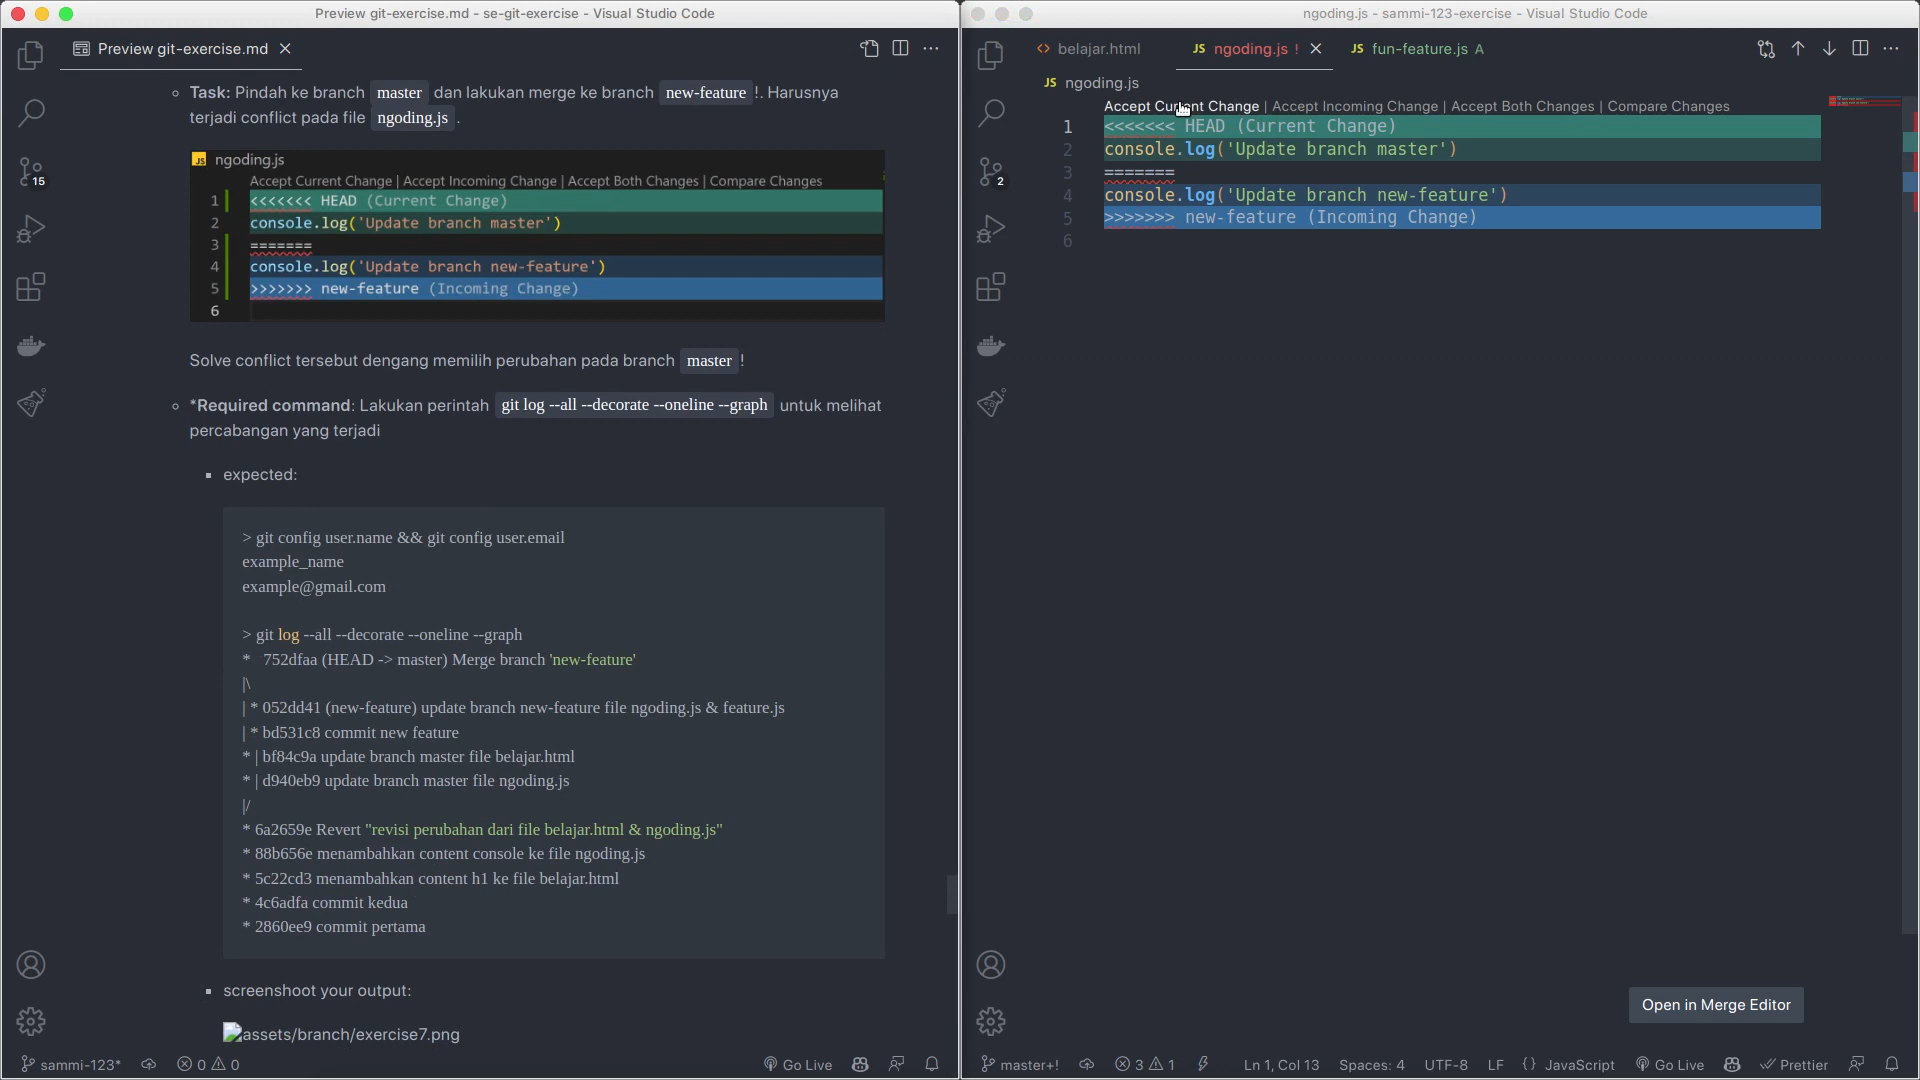 Preview git-exercise.md - se-git-exercise - Visual Studio Code
Preview git-exercise.md
Task: Pindah ke branch master dan lakukan merge ke branch new-feature !. Harusnya
terjadi conflict pada file ngoding.js .
JS ngoding.js
Accept Current Change | Accept Incoming Change | Accept Both Changes | Compare Changes
1 <<<<<<< HEAD (Current Change)
2 console.log('Update branch master')
3 =======
4 console.log('Update branch new-feature')
5 >>>>>>> new-feature (Incoming Change)
6
Solve conflict tersebut dengang memilih perubahan pada branch master !
*Required command: Lakukan perintah git log --all --decorate --oneline --graph untuk melihat
percabangan yang terjadi
expected:
> git config user.name && git config user.email
example_name
example@gmail.com
> git log --all --decorate --oneline --graph
* 752dfaa (HEAD -> master) Merge branch 'new-feature'
|\
| * 052dd41 (new-feature) update branch new-feature file ngoding.js & feature.js
| * bd531c8 commit new feature
* | bf84c9a update branch master file belajar.html
* | d940eb9 update branch master file ngoding.js
|/
* 6a2659e Revert "revisi perubahan dari file belajar.html & ngoding.js"
* 88b656e menambahkan content console ke file ngoding.js
* 5c22cd3 menambahkan content h1 ke file belajar.html
* 4c6adfa commit kedua
* 2860ee9 commit pertama
screenshoot your output:
assets/branch/exercise7.png
15
sammi-123* 0 0 Go Live
ngoding.js - sammi-123-exercise - Visual Studio Code
<> belajar.html JS ngoding.js ! JS fun-feature.js A
JS ngoding.js
Accept Current Change | Accept Incoming Change | Accept Both Changes | Compare Changes
1 <<<<<<< HEAD (Current Change)
2 console.log('Update branch master')
3 =======
4 console.log('Update branch new-feature')
5 >>>>>>> new-feature (Incoming Change)
6
2
Open in Merge Editor
master+! 3 1 Ln 1, Col 13 Spaces: 4 UTF-8 LF {} JavaScript Go Live Prettier